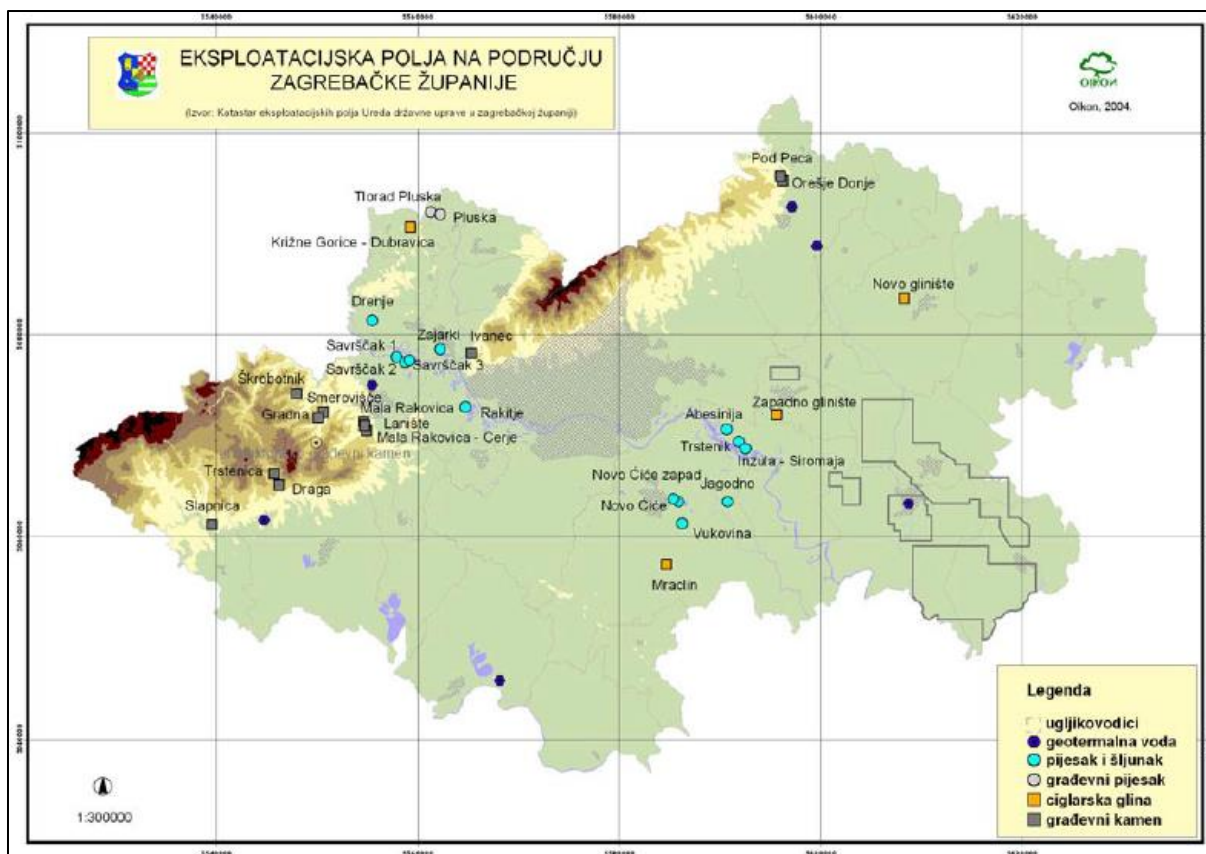 EKSPLOATACIJSKA POLJA NA PODRUČJU
ZAGREBAČKE ŽUPANIJE
(Izvor: Katastar eksploatacijskih polja Ureda državne uprave u zagrebačkoj županiji)
OIKON
Oikon, 2004.
Pod Peca
Orešje Donje
Tlorad Pluska
Pluska
Križne Gorice - Dubravica
Novo glinište
Drenje
Zajarki
Ivanec
Savršćak 1
Savršćak 2
Savršćak 3
Škrobotnik
Smerovišće
Gradna
Mala Rakovica
Rakitje
Lanište
Mala Rakovica - Cerje
građevni kamen
Zapadno glinište
Abesinija
Trstenik
Inzula - Siromaja
Trstenica
Draga
Slapnica
Novo Čiče zapad
Jagodno
Novo Čiče
Vukovina
Mraclin
Legenda
ugljikovodici
geotermalna voda
pijesak i šljunak
građevni pijesak
ciglarska glina
građevni kamen
1:300000